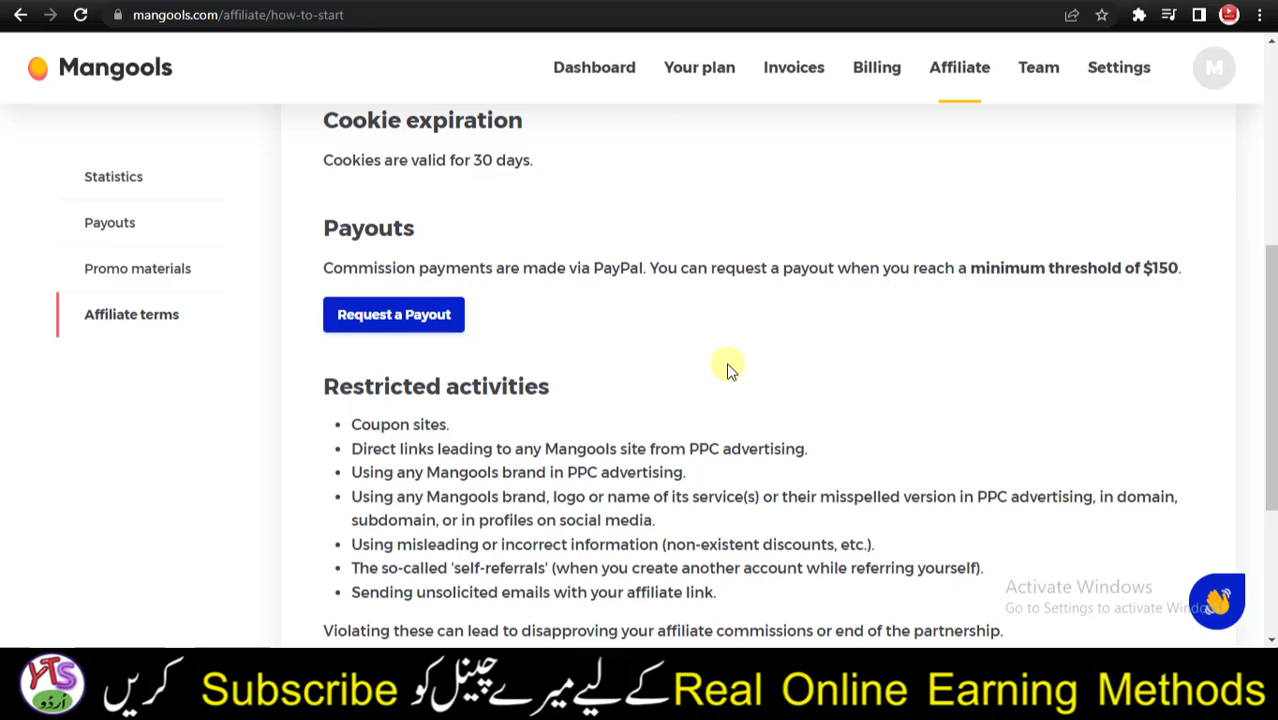 mangools.com/affiliate/how-to-start
Mangools
Dashboard
Your plan
Invoices
Billing
Affiliate
Team
Settings
M
Statistics
Payouts
Promo materials
Affiliate terms
Cookie expiration
Cookies are valid for 30 days.
Payouts
Commission payments are made via PayPal. You can request a payout when you reach a minimum threshold of $150.
Request a Payout
Restricted activities
• Coupon sites.
• Direct links leading to any Mangools site from PPC advertising.
• Using any Mangools brand in PPC advertising.
• Using any Mangools brand, logo or name of its service(s) or their misspelled version in PPC advertising, in domain,
subdomain, or in profiles on social media.
• Using misleading or incorrect information (non-existent discounts, etc.).
• The so-called 'self-referrals' (when you create another account while referring yourself).
• Sending unsolicited emails with your affiliate link.
Violating these can lead to disapproving your affiliate commissions or end of the partnership.
Activate Windows
Go to Settings to activate Windo
YTS
اُردُو
Real Online Earning Methods کے لیے میرے چینل کو Subscribe کریں